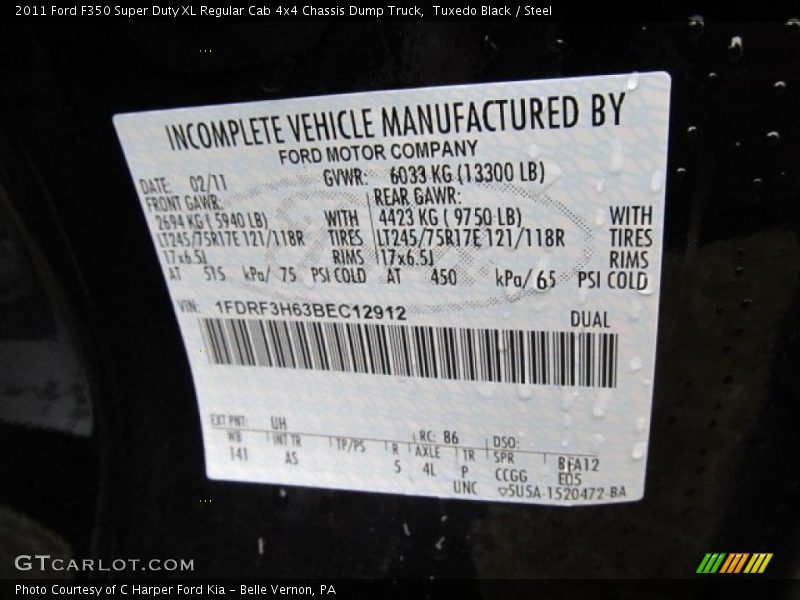 2011 Ford F350 Super Duty XL Regular Cab 4x4 Chassis Dump Truck,  Tuxedo Black / Steel
INCOMPLETE VEHICLE MANUFACTURED BY
FORD MOTOR COMPANY
DATE: 02/11 GVWR: 6033 KG (13300 LB)
FRONT GAWR: REAR GAWR:
2694 KG ( 5940 LB) WITH 4423 KG ( 9750 LB) WITH
LT245/75R17E 121/118R TIRES LT245/75R17E 121/118R TIRES
17x6.5J RIMS 17x6.5J RIMS
AT 515 kPa/ 75 PSI COLD AT 450 kPa/ 65 PSI COLD
VIN: 1FDRF3H63BEC12912
DUAL
EXT PNT: UH RC: 86 DSO:
WB INT TR TP/PS R AXLE TR SPR BFA12
141 AS 5 4L P CCGG E05
UNC ▽5U5A-1520472-BA
GTCARLOT.COM
Photo Courtesy of C Harper Ford Kia – Belle Vernon, PA